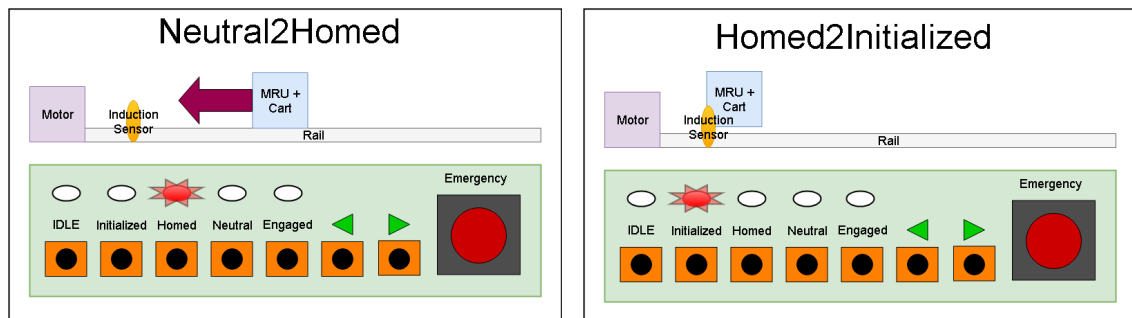 Neutral2Homed
MRU +
Cart
Motor
Induction
Sensor
Rail
Emergency
IDLE Initialized Homed Neutral Engaged
Homed2Initialized
MRU +
Cart
Motor
Induction
Sensor
Rail
Emergency
IDLE Initialized Homed Neutral Engaged